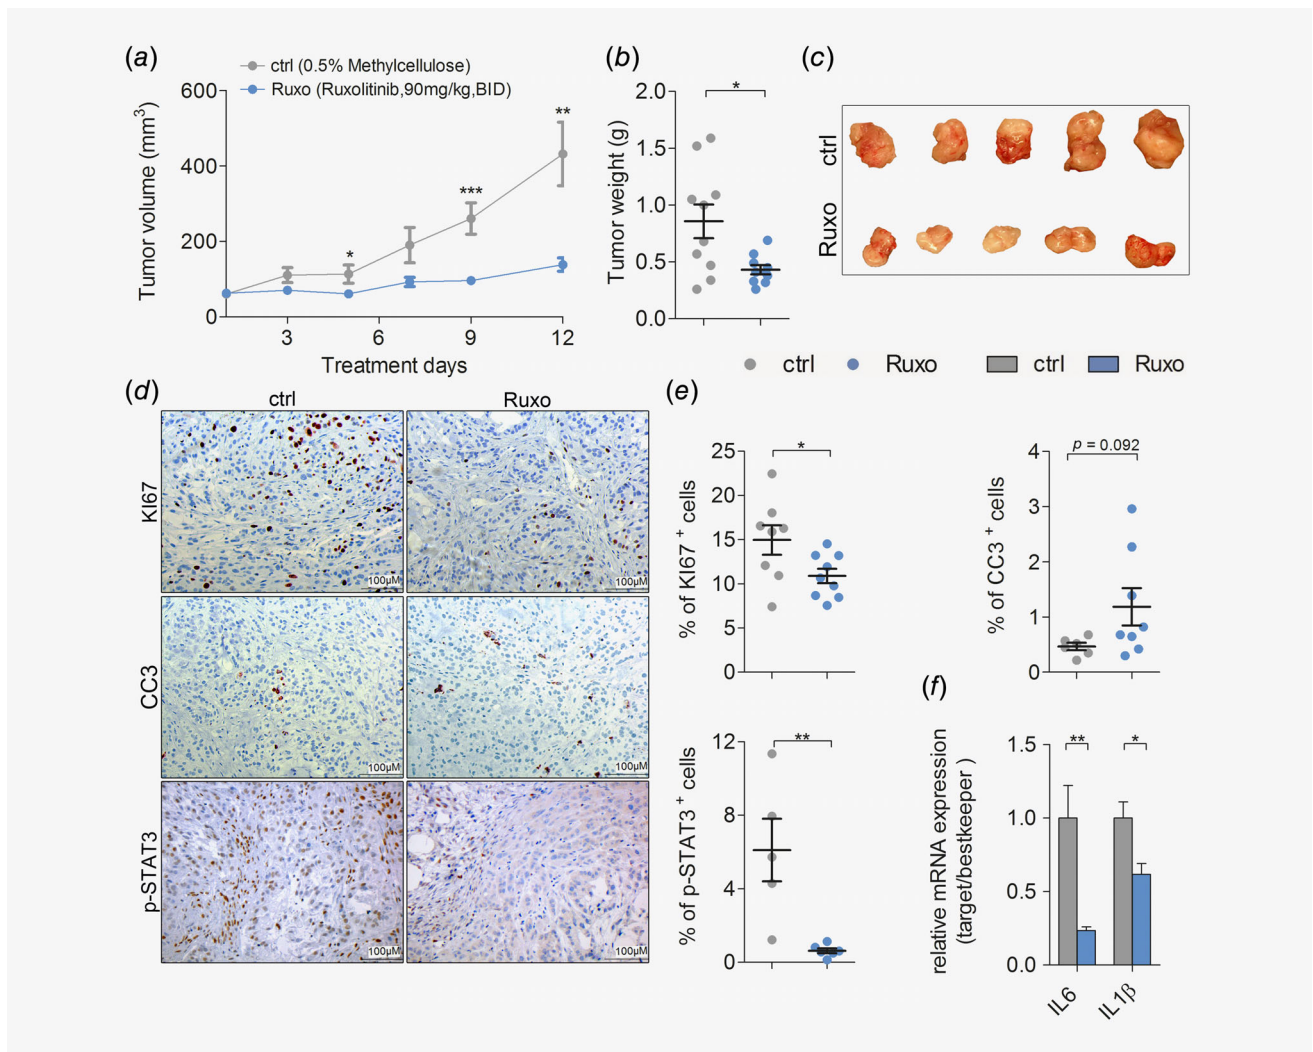 (a)
ctrl (0.5% Methylcellulose)
Ruxo (Ruxolitinib,90mg/kg,BID)
Tumor volume (mm3)
600
400
200
0
3
6
9
12
*
***
**
Treatment days
(b)
Tumor weight (g)
2.0
1.5
1.0
0.5
0.0
*
(c)
ctrl
Ruxo
ctrl
Ruxo
ctrl
Ruxo
(d)
ctrl
Ruxo
KI67
100µM
100µM
CC3
100µM
100µM
p-STAT3
100µM
100µM
(e)
% of KI67 + cells
25
20
15
10
5
0
*
% of CC3 + cells
4
3
2
1
0
p = 0.092
% of p-STAT3 + cells
12
8
4
0
**
(f)
relative mRNA expression
(target/bestkeeper )
1.5
1.0
0.5
0.0
**
*
IL6
IL1β